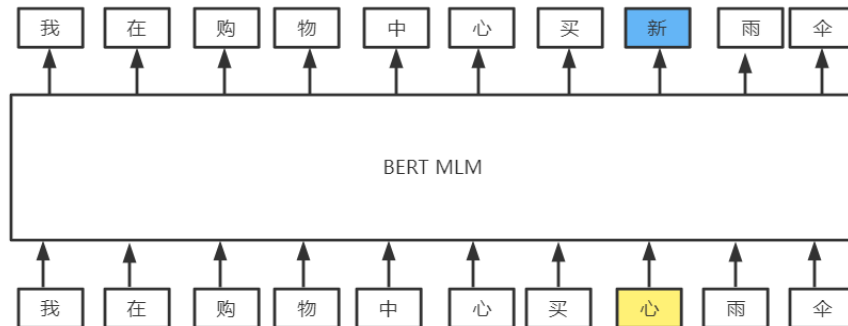 我 在 购 物 中 心 买 新 雨 伞
BERT MLM
我 在 购 物 中 心 买 心 雨 伞